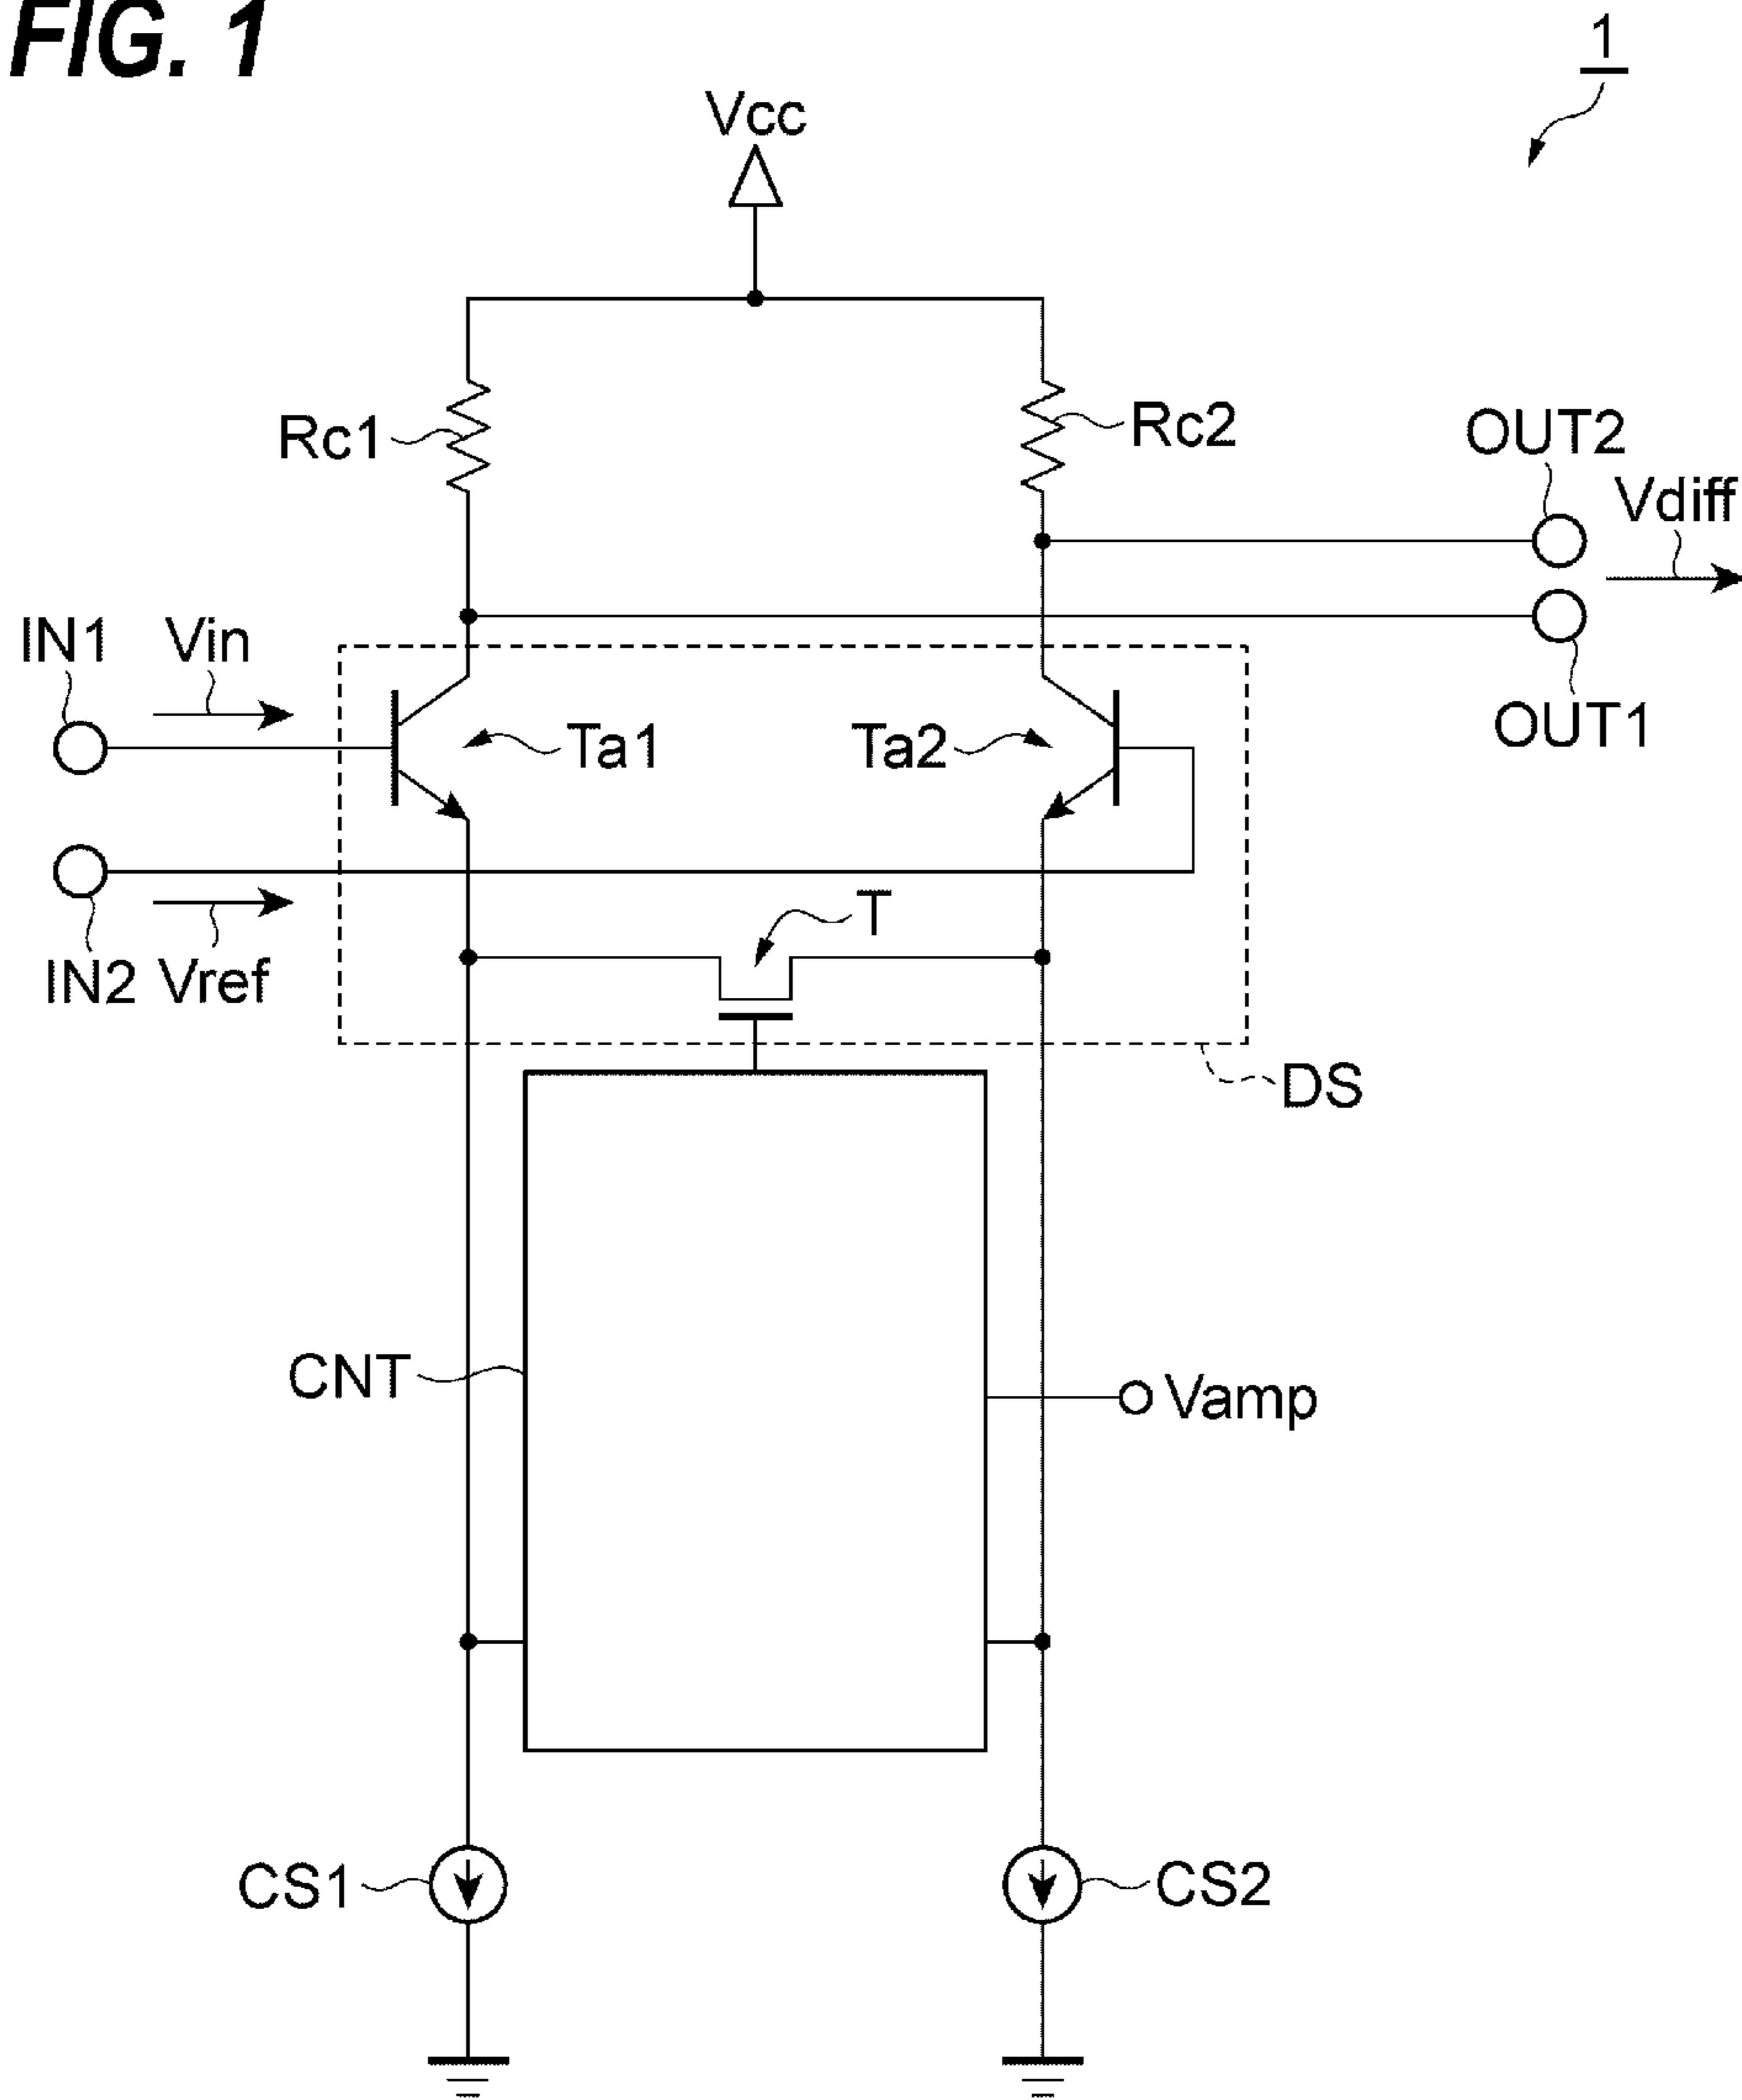 FIG. 1
1
Vcc
Rc1
Rc2
OUT2
Vdiff
IN1
Vin
Ta1
Ta2
OUT1
T
IN2
Vref
DS
CNT
Vamp
CS1
CS2